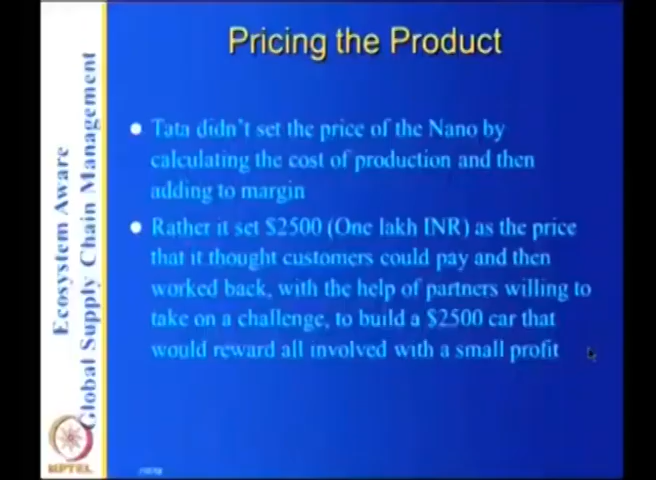 Pricing the Product
Tata didn't set the price of the Nano by
calculating the cost of production and then
adding to margin
Rather it set $2500 (One lakh INR) as the price
that it thought customers could pay and then
worked back, with the help of partners willing to
take on a challenge, to build a $2500 car that
would reward all involved with a small profit
Ecosystem Aware
Global Supply Chain Management
NPTEL